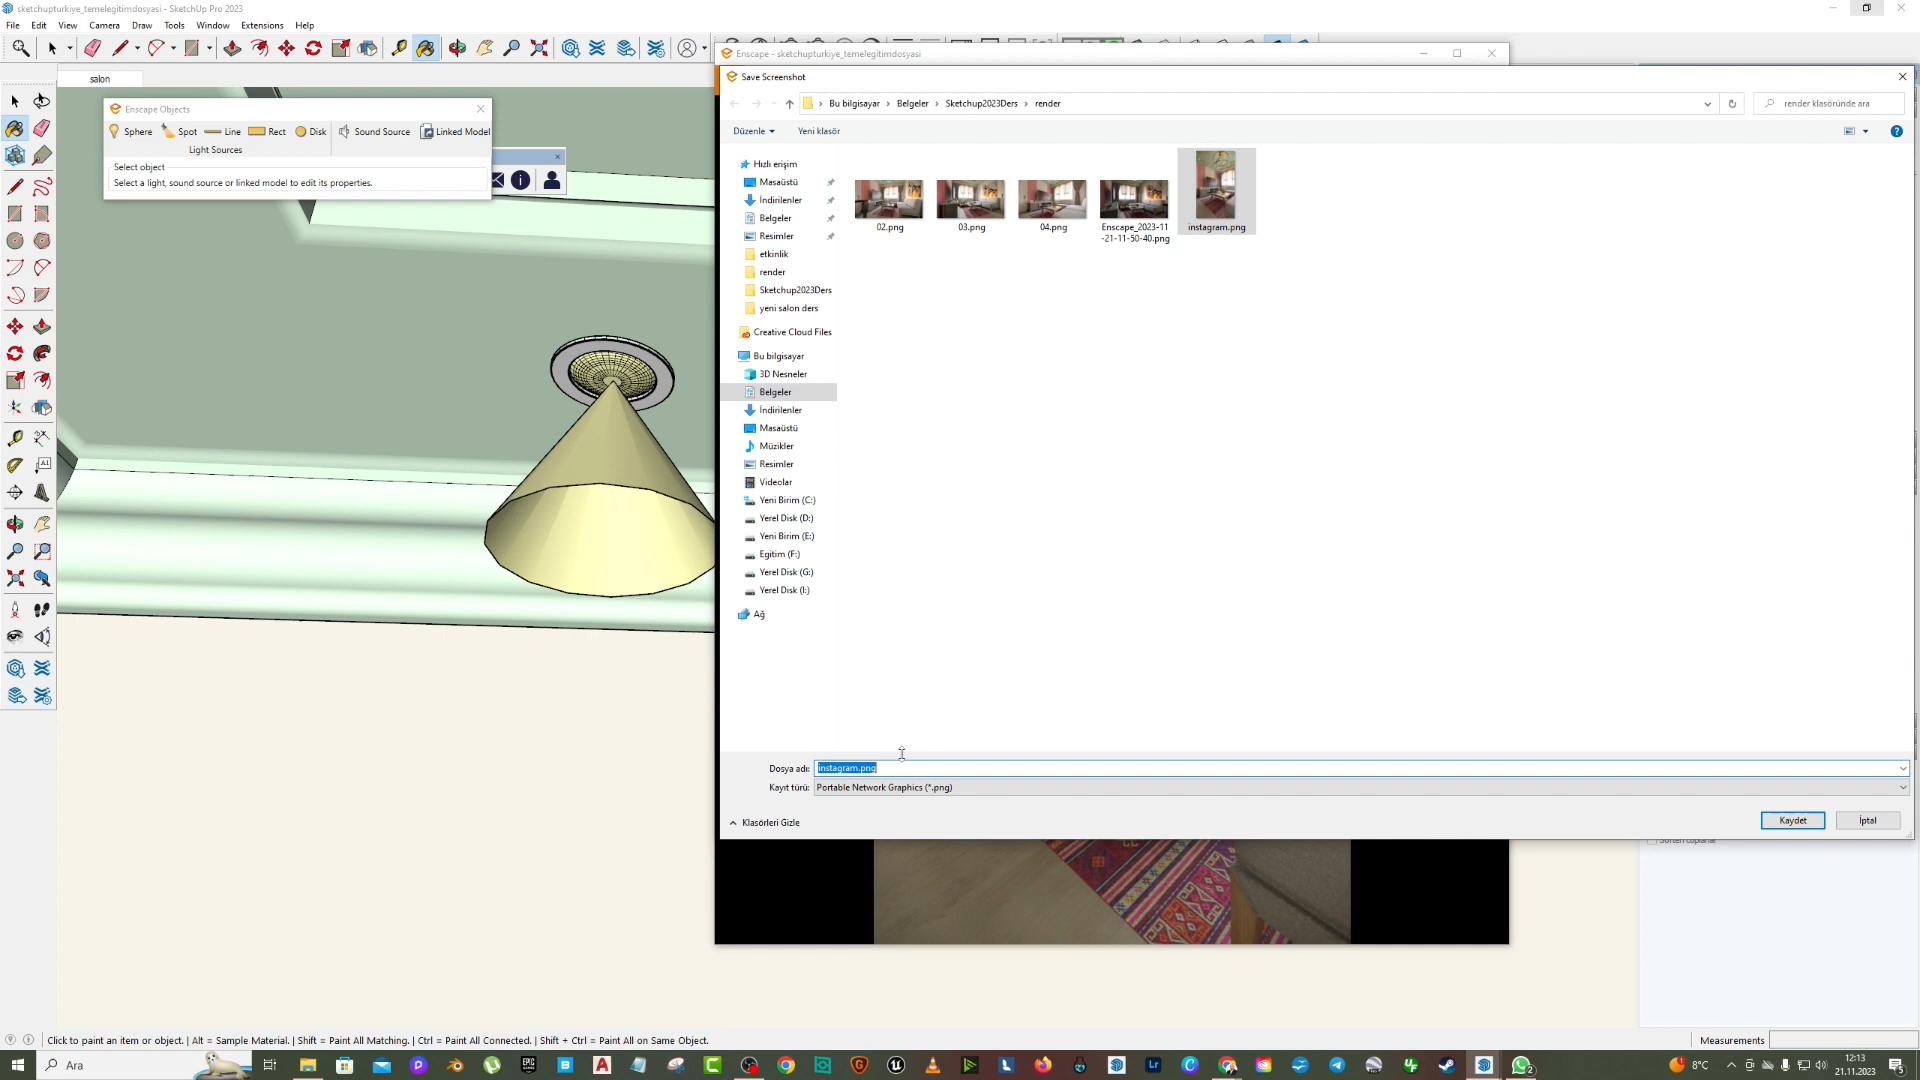 sketchupturkiye_temelegitimdosyasi - SketchUp Pro 2023
File Edit View Camera Draw Tools Window Extensions Help
salon
Enscape Objects
Sphere Spot Line Rect Disk Sound Source Linked Model
Light Sources
Select object
Select a light, sound source or linked model to edit its properties.
Enscape - sketchupturkiye_temelegitimdosyasi
Save Screenshot
Bu bilgisayar › Belgeler › Sketchup2023Ders › render
render klasöründe ara
Düzenle Yeni klasör
Hızlı erişim
Masaüstü
İndirilenler
Belgeler
Resimler
etkinlik
render
Sketchup2023Ders
yeni salon ders
Creative Cloud Files
Bu bilgisayar
3D Nesneler
Belgeler
İndirilenler
Masaüstü
Müzikler
Resimler
Videolar
Yeni Birim (C:)
Yerel Disk (D:)
Yeni Birim (E:)
Egitim (F:)
Yerel Disk (G:)
Yerel Disk (I:)
Ağ
02.png
03.png
04.png
Enscape_2023-11
-21-11-50-40.png
instagram.png
Dosya adı: instagram.png
Kayıt türü: Portable Network Graphics (*.png)
Klasörleri Gizle
Kaydet İptal
Click to paint an item or object. | Alt = Sample Material. | Shift = Paint All Matching. | Ctrl = Paint All Connected. | Shift + Ctrl = Paint All on Same Object.
Measurements
Ara
8°C
12:13
21.11.2023